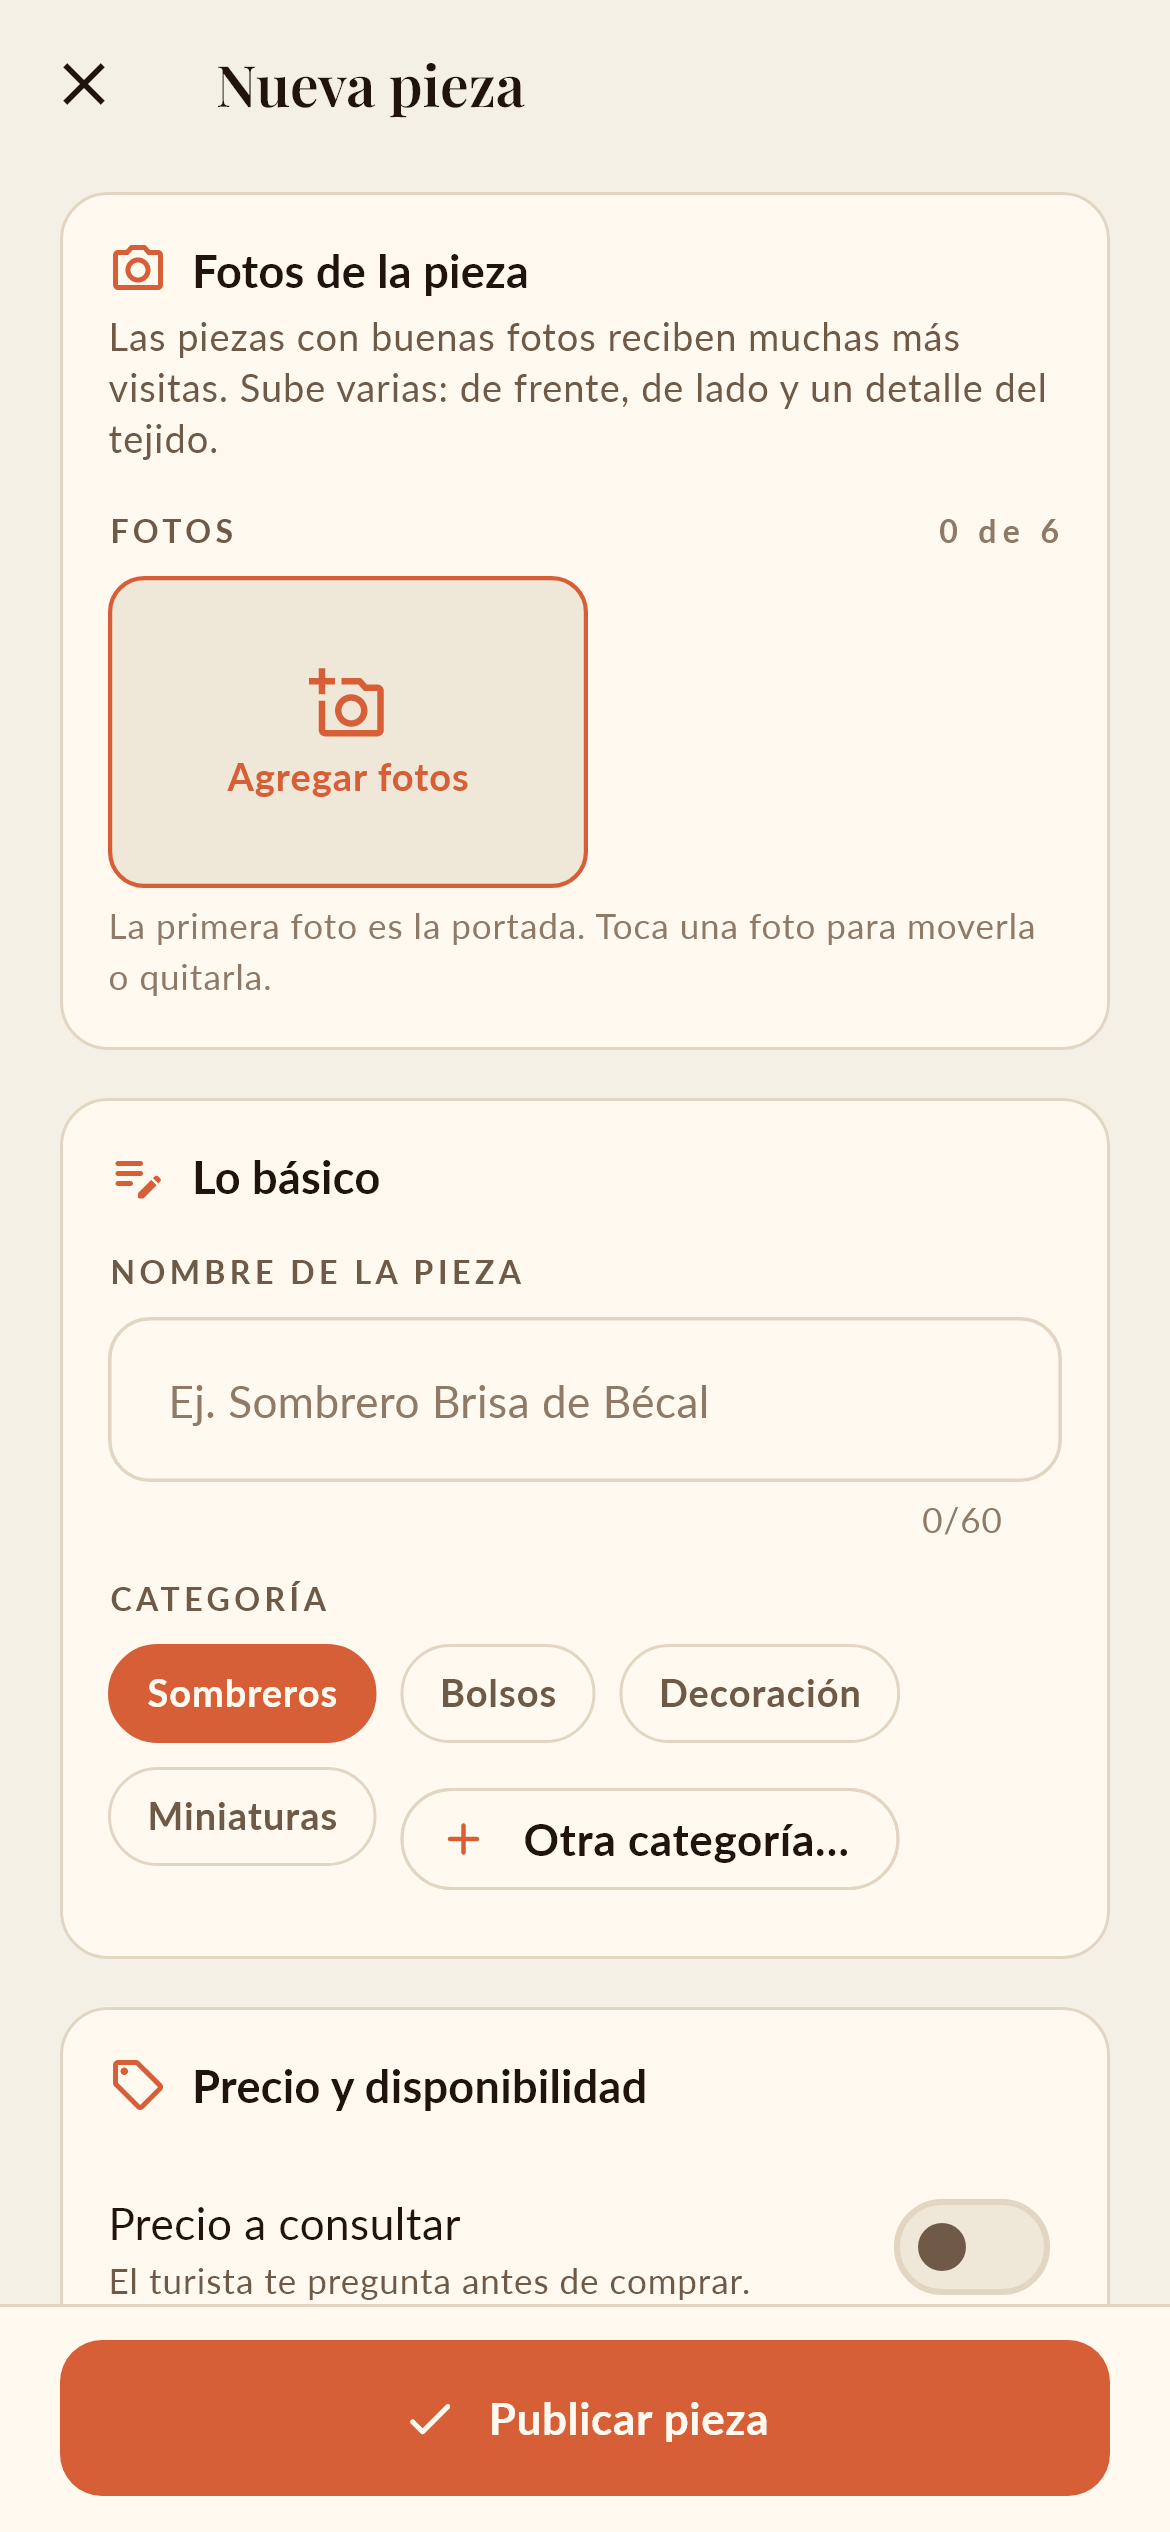 Nueva pieza
Fotos de la pieza
Las piezas con buenas fotos reciben muchas más
visitas. Sube varias: de frente, de lado y un detalle del
tejido.
FOTOS
0 de 6
Agregar fotos
La primera foto es la portada. Toca una foto para moverla
o quitarla.
Lo básico
NOMBRE DE LA PIEZA
Ej. Sombrero Brisa de Bécal
0/60
CATEGORÍA
Sombreros
Bolsos
Decoración
Miniaturas
Otra categoría...
Precio y disponibilidad
Precio a consultar
El turista te pregunta antes de comprar.
Publicar pieza